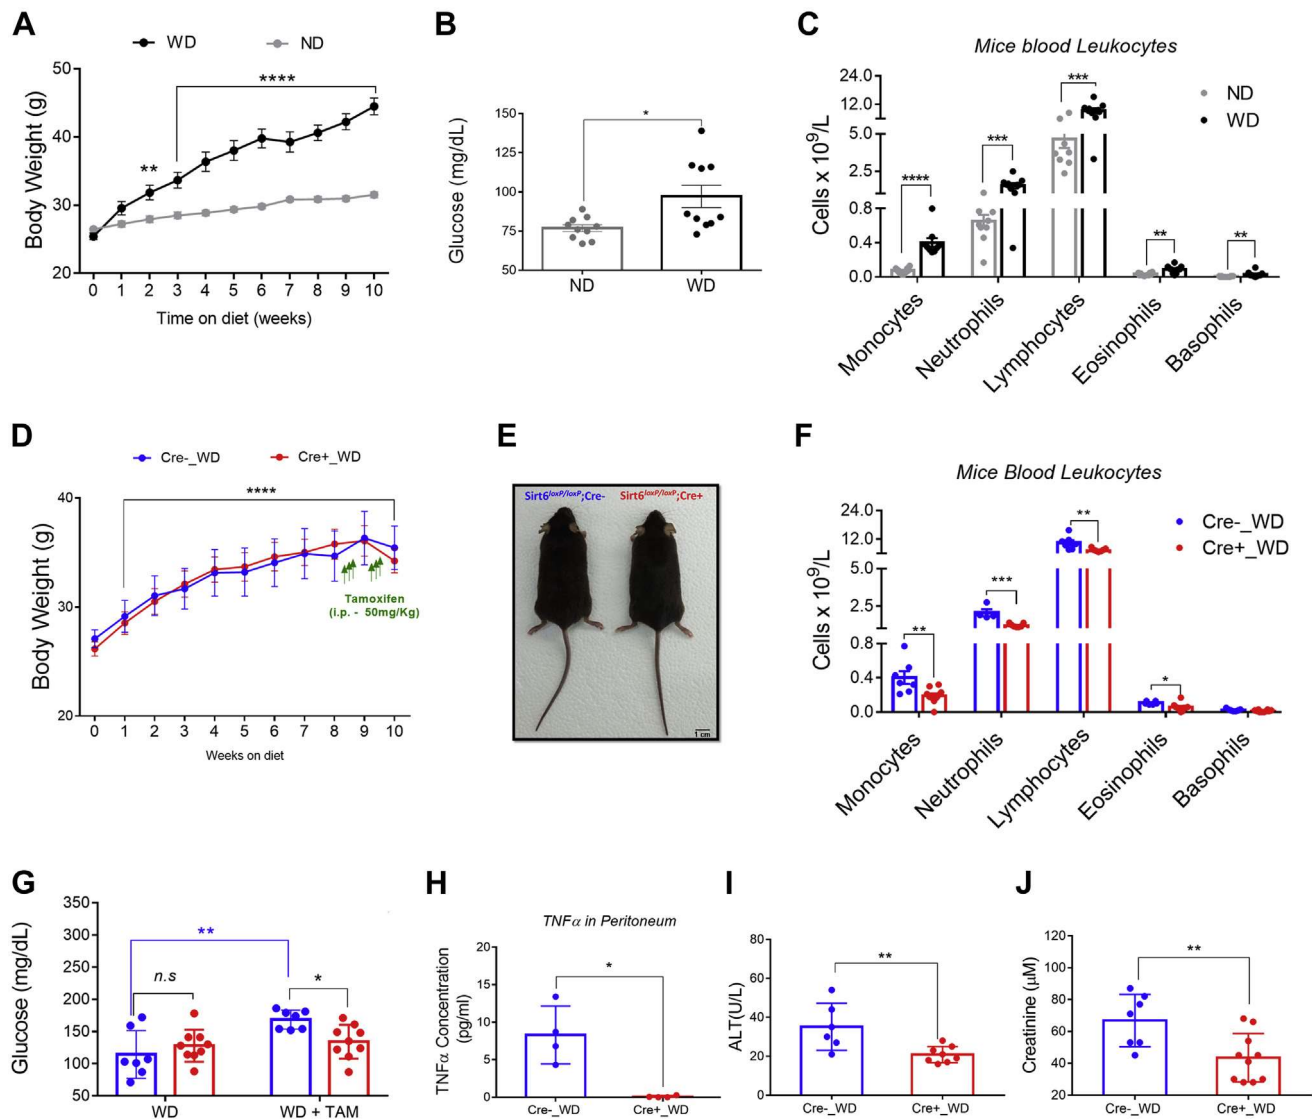 A
WD
ND
****
**
Body Weight (g)
50
40
30
20
0 1 2 3 4 5 6 7 8 9 10
Time on diet (weeks)
B
*
Glucose (mg/dL)
150
125
100
75
50
ND
WD
C
Mice blood Leukocytes
ND
WD
Cells x 10⁹/L
24.0
12.0
5.0
2.5
0.8
0.4
0.0
****
***
***
**
**
Monocytes
Neutrophils
Lymphocytes
Eosinophils
Basophils
D
Cre-_WD
Cre+_WD
****
Body Weight (g)
40
30
20
Tamoxifen
(i.p. - 50mg/Kg)
0 1 2 3 4 5 6 7 8 9 10
Weeks on diet
E
Sirt6loxP/loxP;Cre-
Sirt6loxP/loxP;Cre+
1 cm
F
Mice Blood Leukocytes
Cre-_WD
Cre+_WD
Cells x 10⁹/L
24.0
12.0
5.0
2.5
0.8
0.4
0.0
**
***
**
*
Monocytes
Neutrophils
Lymphocytes
Eosinophils
Basophils
G
Glucose (mg/dL)
350
300
250
200
150
100
50
**
n.s
*
WD
WD + TAM
H
TNFα in Peritoneum
TNFα Concentration
(pg/ml)
20
15
10
5
0
*
Cre-_WD
Cre+_WD
I
ALT(U/L)
80
60
40
20
0
**
Cre-_WD
Cre+_WD
J
Creatinine (μM)
120
100
80
60
40
20
**
Cre-_WD
Cre+_WD